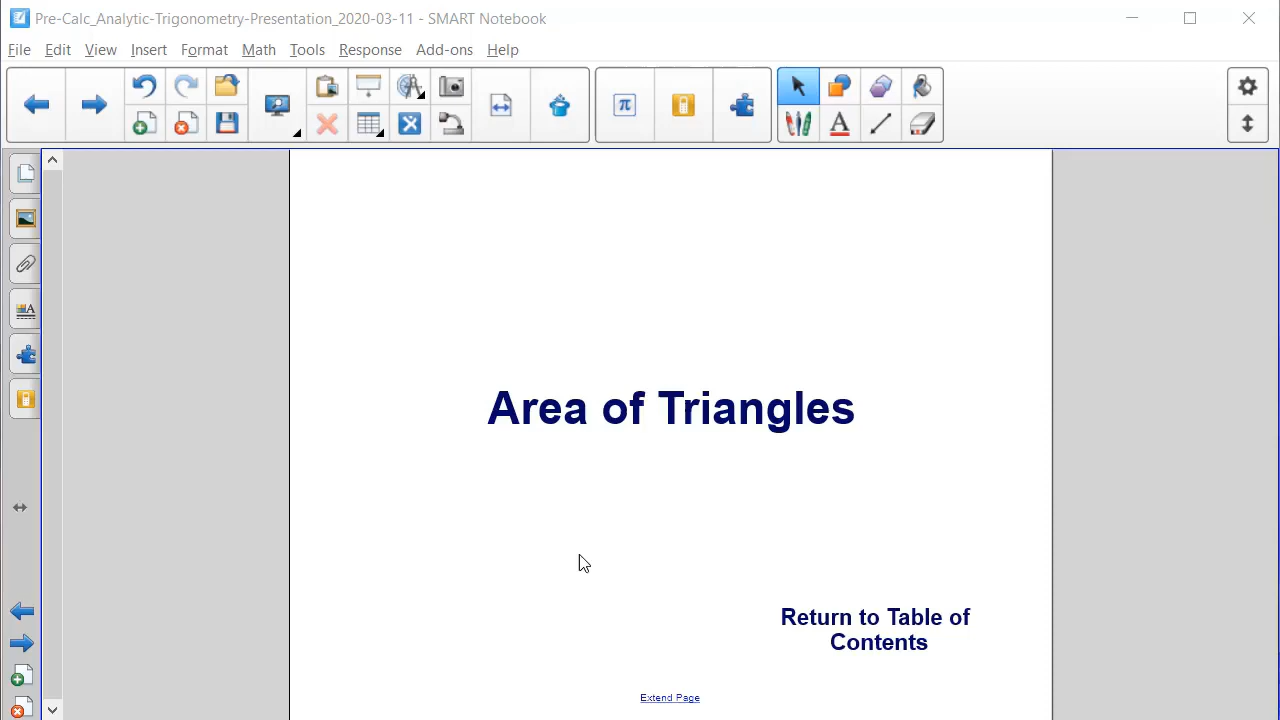 Pre-Calc_Analytic-Trigonometry-Presentation_2020-03-11 - SMART Notebook
File Edit View Insert Format Math Tools Response Add-ons Help
Area of Triangles
Return to Table of
Contents
Extend Page